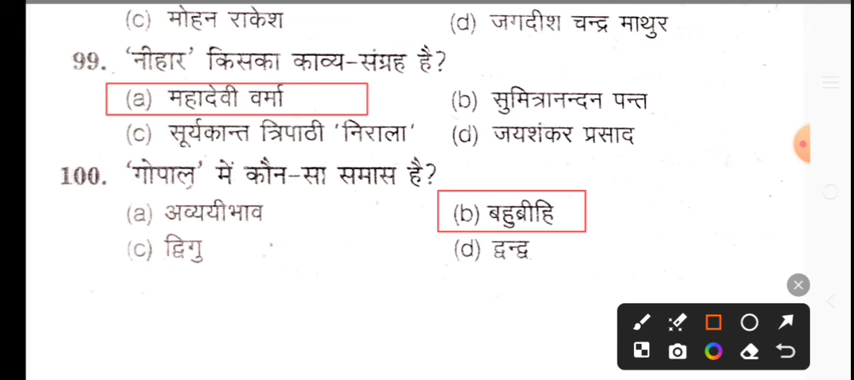 (c) मोहन राकेश (d) जगदीश चन्द्र माथुर
99. 'नीहार' किसका काव्य-संग्रह है?
(a) महादेवी वर्मा (b) सुमित्रानन्दन पन्त
(c) सूर्यकान्त त्रिपाठी 'निराला' (d) जयशंकर प्रसाद
100. 'गोपाल' में कौन-सा समास है?
(a) अव्ययीभाव (b) बहुब्रीहि
(c) द्विगु (d) द्वन्द्व